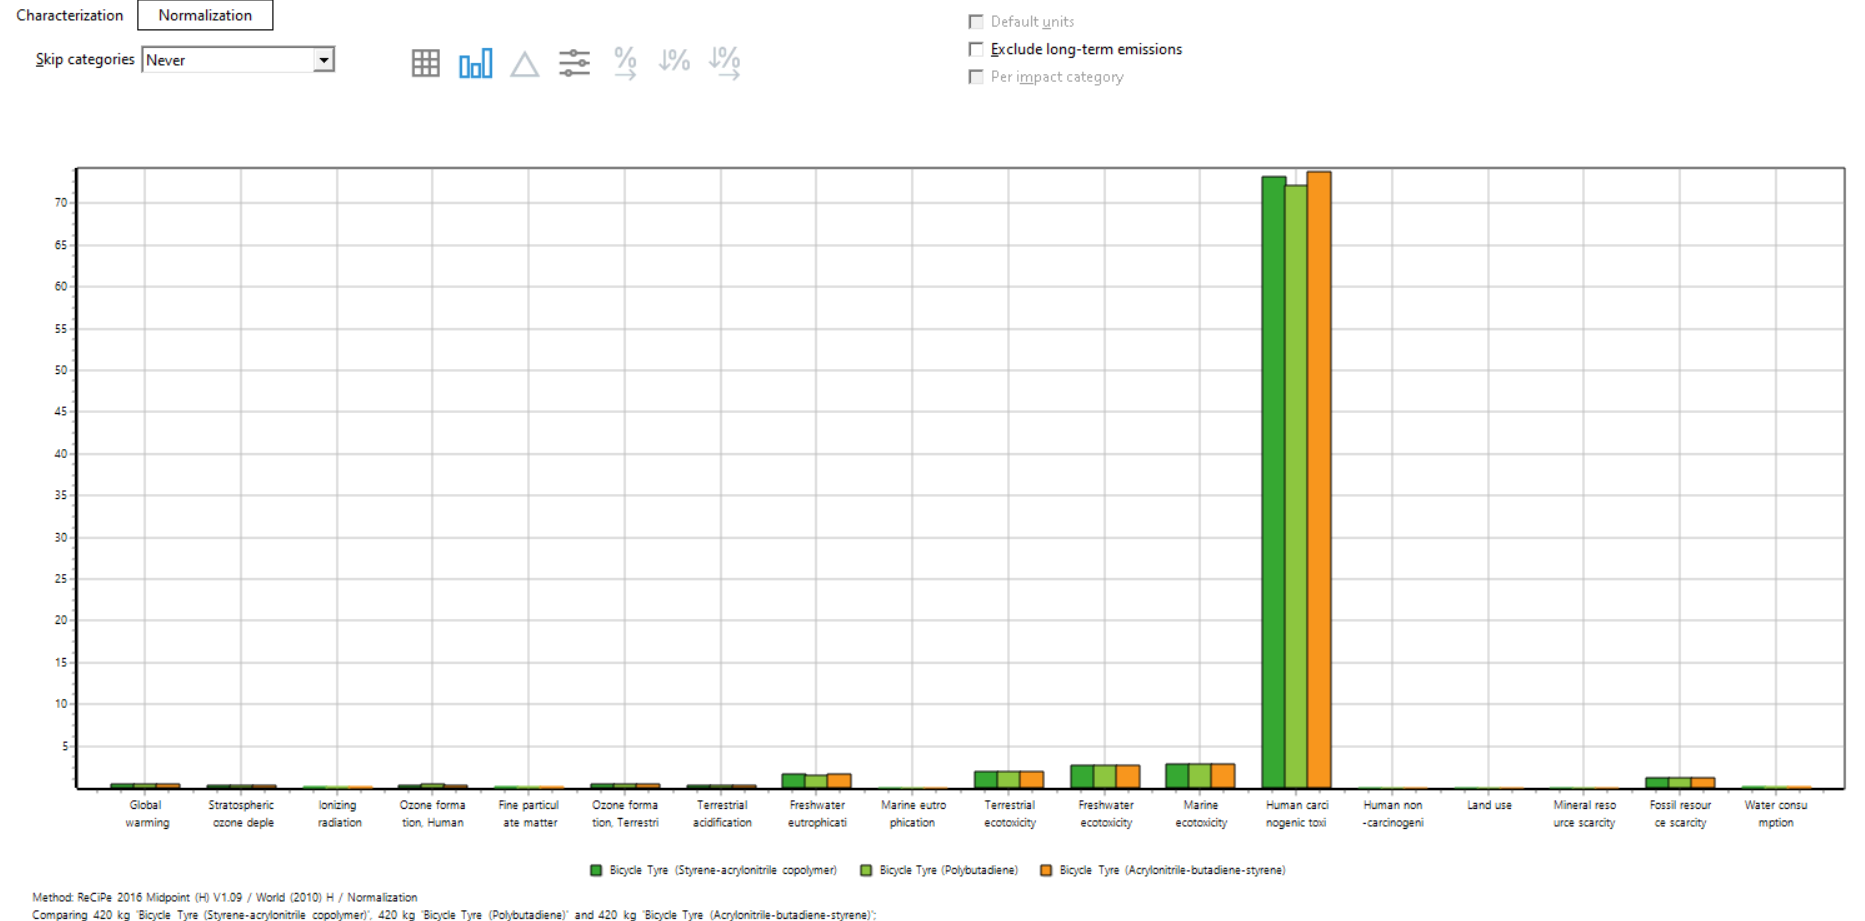 Characterization Normalization
Default units
Skip categories Never
% ↓% ↓%
Exclude long-term emissions
Per impact category
70
65
60
55
50
45
40
35
30
25
20
15
10
5
Global
warming
Stratospheric
ozone deple
Ionizing
radiation
Ozone forma
tion, Human
Fine particul
ate matter
Ozone forma
tion, Terrestri
Terrestrial
acidification
Freshwater
eutrophicati
Marine eutro
phication
Terrestrial
ecotoxicity
Freshwater
ecotoxicity
Marine
ecotoxicity
Human carci
nogenic toxi
Human non
-carcinogeni
Land use
Mineral reso
urce scarcity
Fossil resour
ce scarcity
Water consu
mption
Bicycle Tyre (Styrene-acrylonitrile copolymer) Bicycle Tyre (Polybutadiene) Bicycle Tyre (Acrylonitrile-butadiene-styrene)
Method: ReCiPe 2016 Midpoint (H) V1.09 / World (2010) H / Normalization
Comparing 420 kg 'Bicycle Tyre (Styrene-acrylonitrile copolymer)', 420 kg 'Bicycle Tyre (Polybutadiene)' and 420 kg 'Bicycle Tyre (Acrylonitrile-butadiene-styrene)';